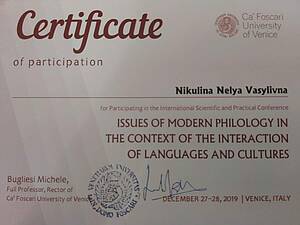 Certificate
of participation
Ca' Foscari
University
of Venice
Nikulina Nelya Vasylivna
for Participating in the International Scientific and Practical Conference
ISSUES OF MODERN PHILOLOGY IN
THE CONTEXT OF THE INTERACTION
OF LANGUAGES AND CULTURES
Bugliesi Michele,
Full Professor, Rector of
Ca' Foscari University of Venice
DECEMBER 27-28, 2019 | VENICE, ITALY